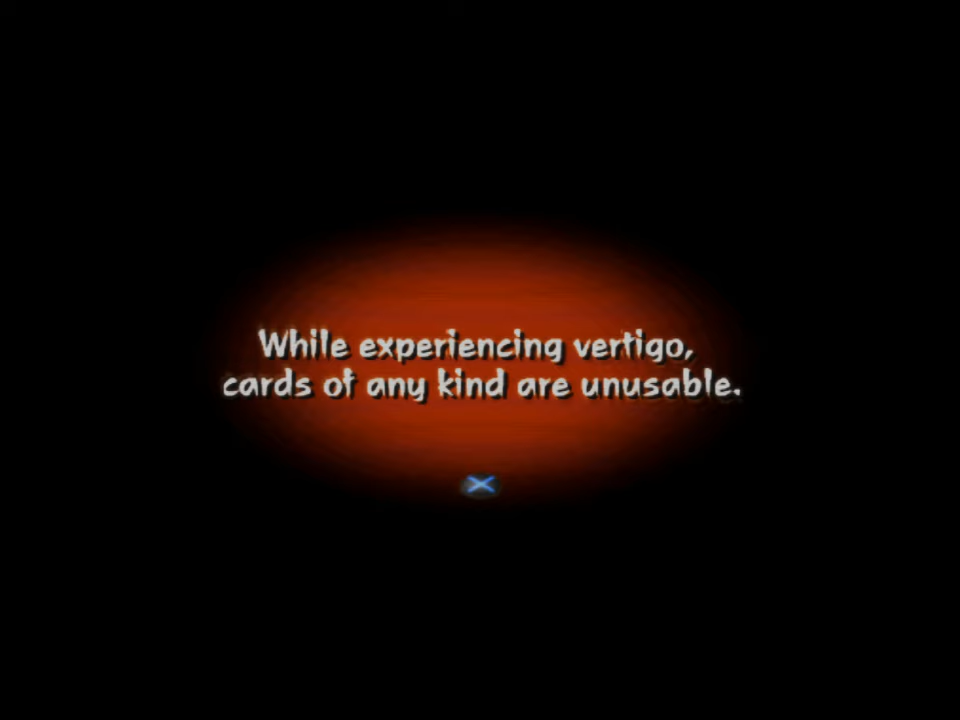 While experiencing vertigo,
cards of any kind are unusable.